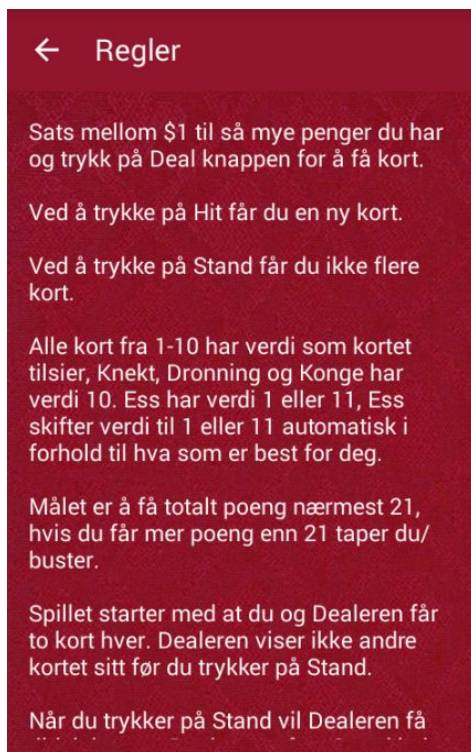 Regler
Sats mellom $1 til så mye penger du har
og trykk på Deal knappen for å få kort.
Ved å trykke på Hit får du en ny kort.
Ved å trykke på Stand får du ikke flere
kort.
Alle kort fra 1-10 har verdi som kortet
tilsier, Knekt, Dronning og Konge har
verdi 10. Ess har verdi 1 eller 11, Ess
skifter verdi til 1 eller 11 automatisk i
forhold til hva som er best for deg.
Målet er å få totalt poeng nærmest 21,
hvis du får mer poeng enn 21 taper du/
buster.
Spillet starter med at du og Dealeren får
to kort hver. Dealeren viser ikke andre
kortet sitt før du trykker på Stand.
Når du trykker på Stand vil Dealeren få